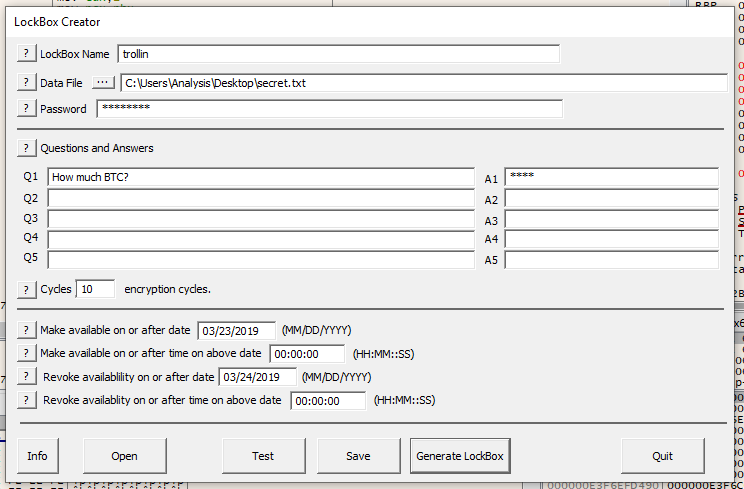 LockBox Creator
? LockBox Name trollin
? Data File ... C:\Users\Analysis\Desktop\secret.txt
? Password ********
? Questions and Answers
Q1 How much BTC? A1 ****
Q2 A2
Q3 A3
Q4 A4
Q5 A5
? Cycles 10 encryption cycles.
? Make available on or after date 03/23/2019 (MM/DD/YYYY)
? Make available on or after time on above date 00:00:00 (HH:MM::SS)
? Revoke availablility on or after date 03/24/2019 (MM/DD/YYYY)
? Revoke availablity on or after time on above date 00:00:00 (HH:MM::SS)
Info Open Test Save Generate LockBox Quit
000000E3F6EFD490 000000E3F6C